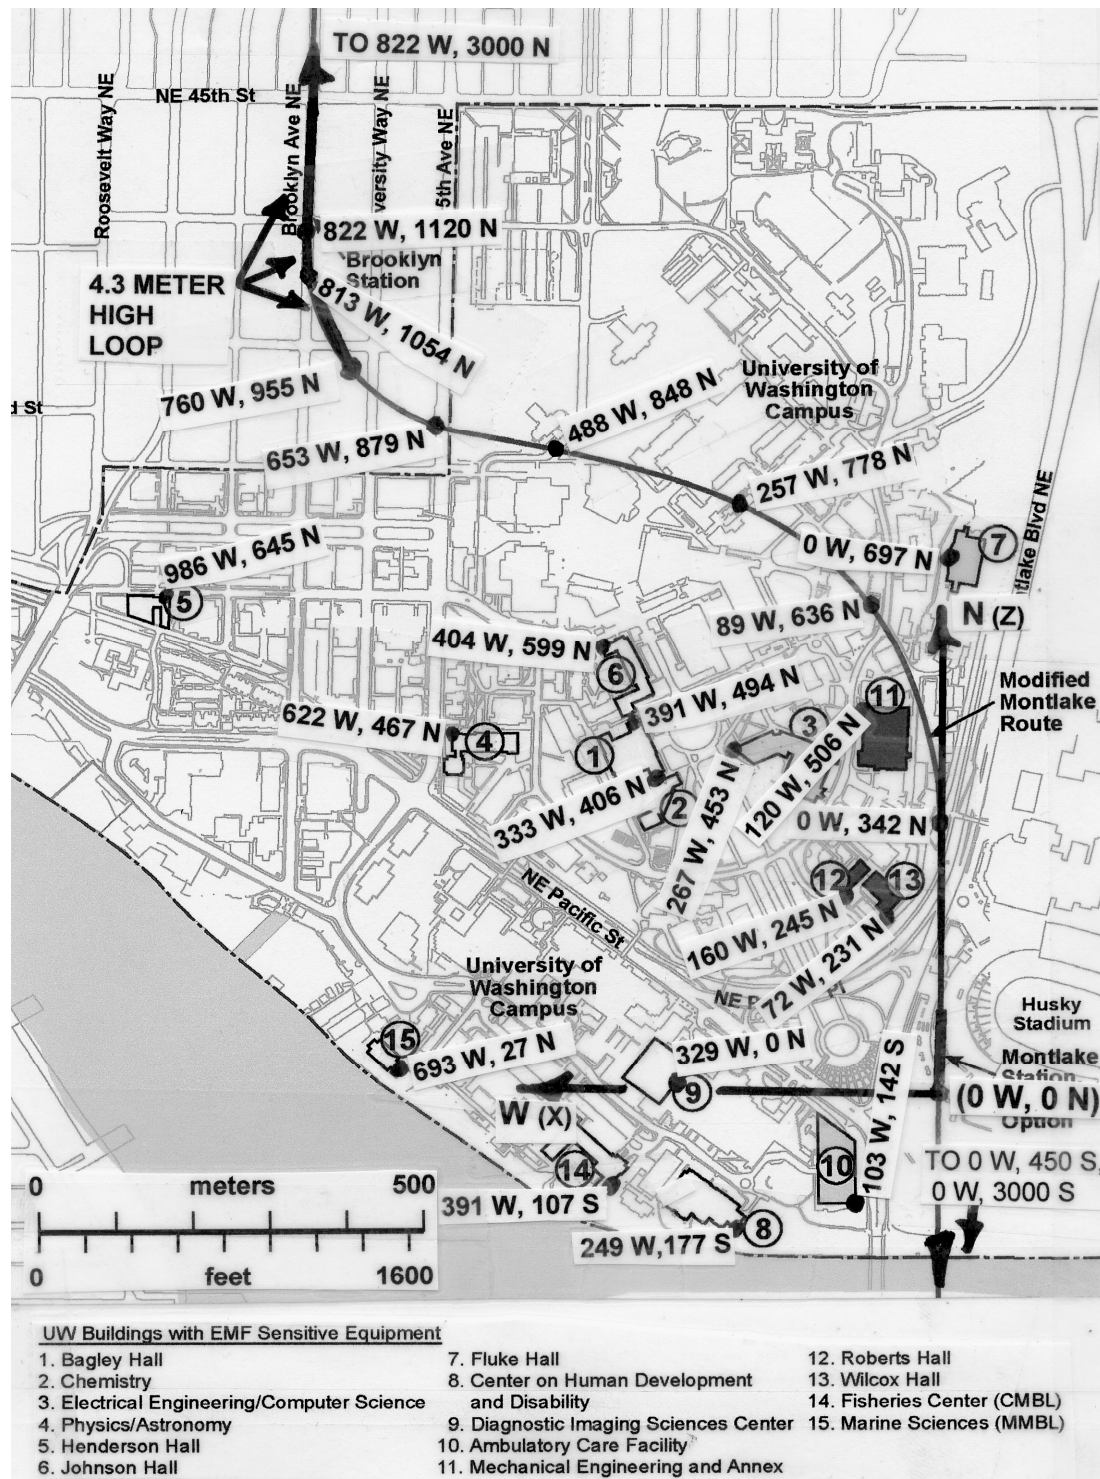 TO 822 W, 3000 N
NE 45th St
Roosevelt Way NE
Brooklyn Ave NE
versity Way NE
5th Ave NE
822 W, 1120 N
Brooklyn
Station
4.3 METER
HIGH
LOOP
813 W, 1054 N
760 W, 955 N
653 W, 879 N
488 W, 848 N
University of
Washington
Campus
257 W, 778 N
d St
0 W, 697 N
7
tlake Blvd NE
986 W, 645 N
5
89 W, 636 N
N (Z)
404 W, 599 N
6
391 W, 494 N
Modified
Montlake
Route
11
3
622 W, 467 N
4
1
120 W, 506 N
333 W, 406 N
2
267 W, 453 N
0 W, 342 N
12
13
NE Pacific St
160 W, 245 N
72 W, 231 N
University of
Washington
Campus
NE P
Husky
Stadium
15
693 W, 27 N
329 W, 0 N
9
103 W, 142 S
Montlake
Station
Option
(0 W, 0 N)
W (X)
14
10
391 W, 107 S
8
249 W,177 S
TO 0 W, 450 S,
0 W, 3000 S
0 meters 500
0 feet 1600
UW Buildings with EMF Sensitive Equipment
1. Bagley Hall
2. Chemistry
3. Electrical Engineering/Computer Science
4. Physics/Astronomy
5. Henderson Hall
6. Johnson Hall
7. Fluke Hall
8. Center on Human Development
and Disability
9. Diagnostic Imaging Sciences Center
10. Ambulatory Care Facility
11. Mechanical Engineering and Annex
12. Roberts Hall
13. Wilcox Hall
14. Fisheries Center (CMBL)
15. Marine Sciences (MMBL)